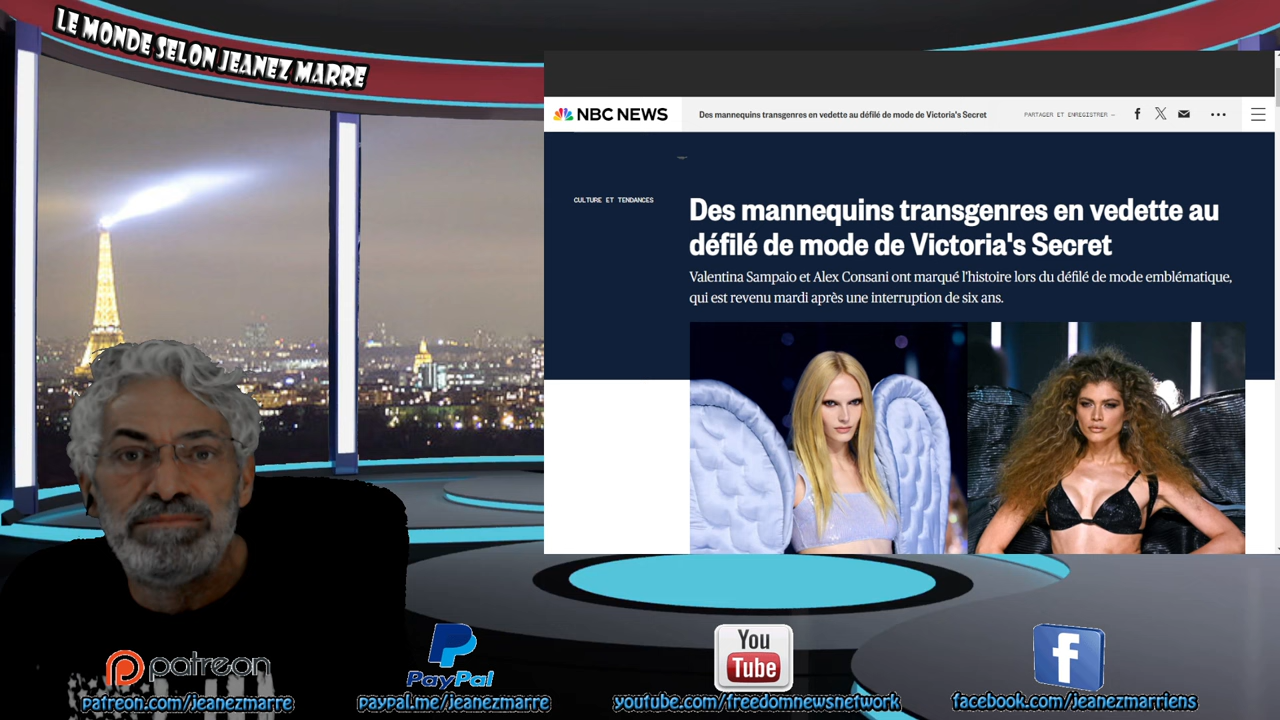 LE MONDE SELON JEANEZ MARRE
NBC NEWS
Des mannequins transgenres en vedette au défilé de mode de Victoria's Secret
PARTAGER ET ENREGISTRER —
CULTURE ET TENDANCES
Des mannequins transgenres en vedette au
défilé de mode de Victoria's Secret
Valentina Sampaio et Alex Consani ont marqué l'histoire lors du défilé de mode emblématique,
qui est revenu mardi après une interruption de six ans.
patreon
patreon.com/jeanezmarre
PayPal
paypal.me/jeanezmarre
You
Tube
youtube.com/freedomnewsnetwork
facebook.com/jeanezmarriens